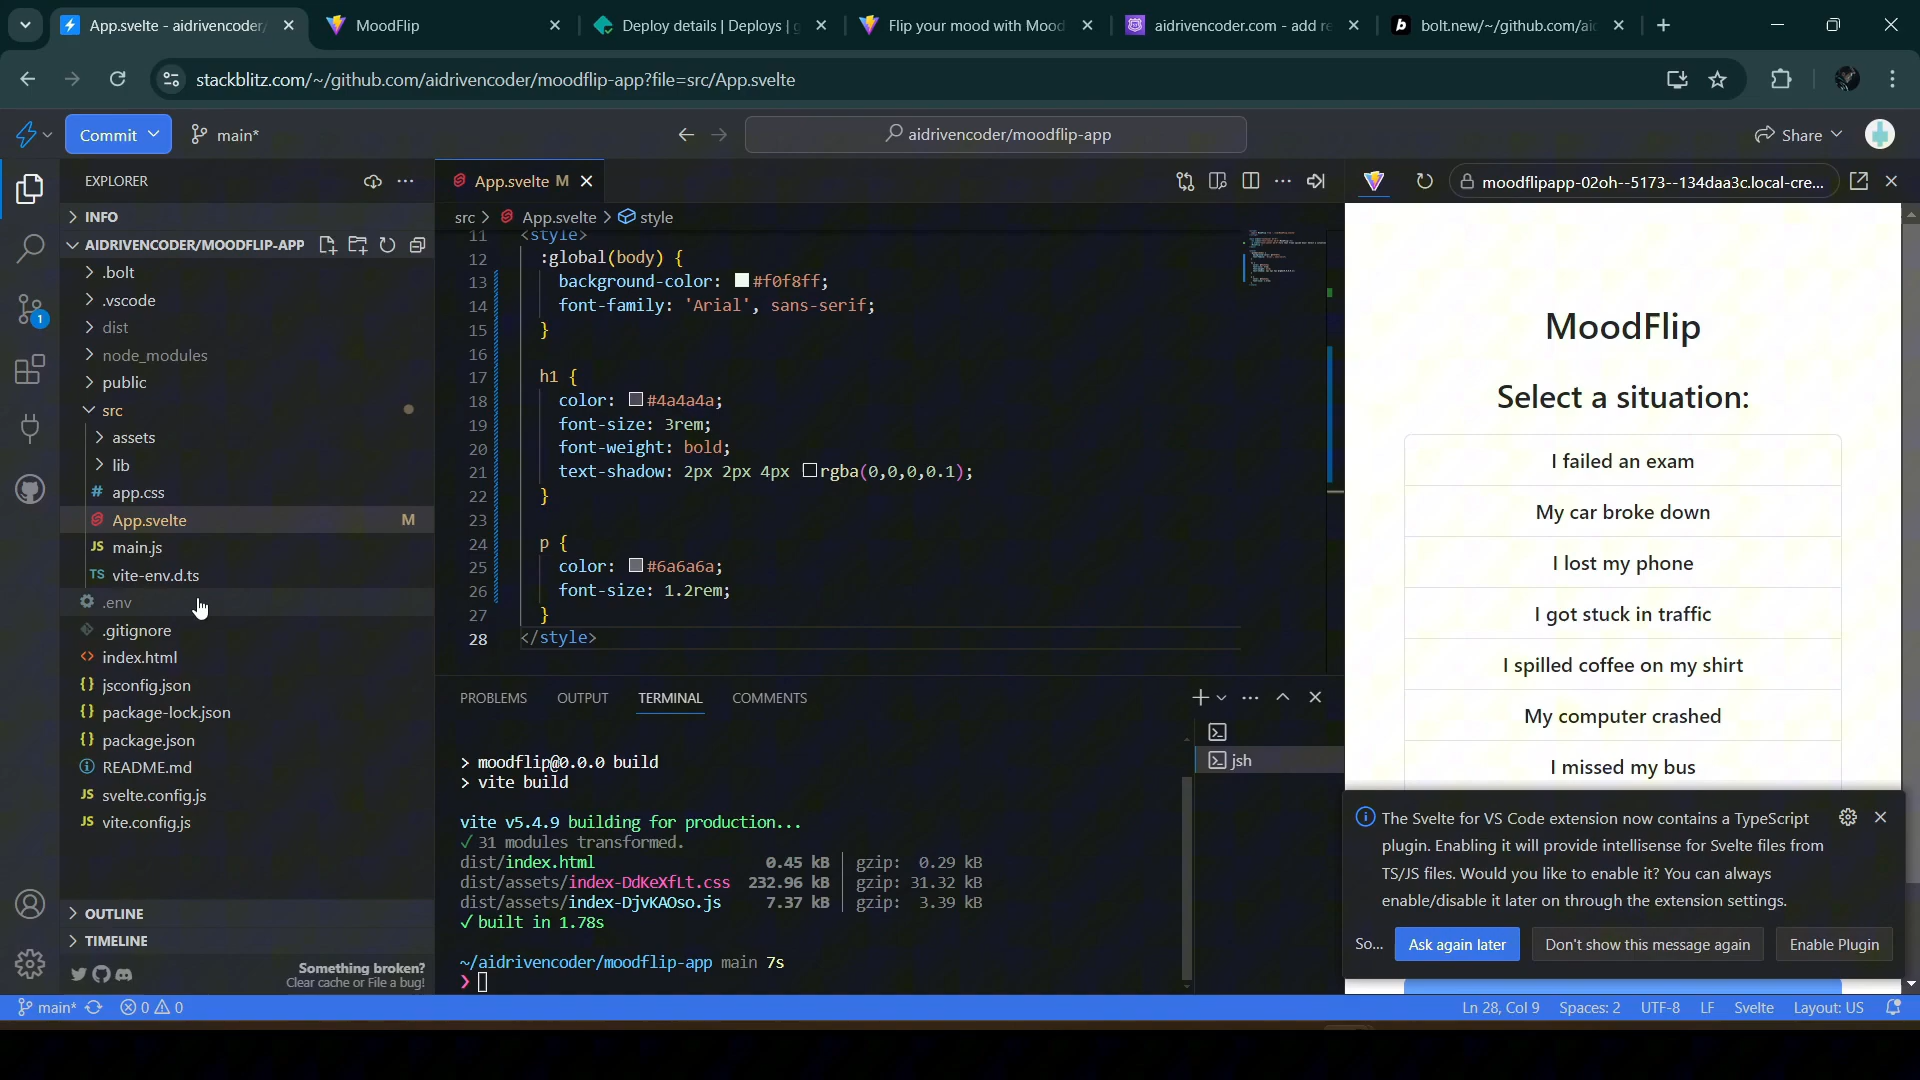 App.svelte - aidrivencoder/
MoodFlip
Deploy details | Deploys | g
Flip your mood with Mood
aidrivencoder.com - add re
bolt.new/~/github.com/aid
stackblitz.com/~/github.com/aidrivencoder/moodflip-app?file=src/App.svelte
Commit
main*
aidrivencoder/moodflip-app
Share
EXPLORER
App.svelte M
moodflipapp-02oh--5173--134daa3c.local-cre...
INFO
src > App.svelte > style
AIDRIVENCODER/MOODFLIP-APP
.bolt
.vscode
dist
node_modules
public
src
assets
lib
app.css
App.svelte M
main.js
vite-env.d.ts
.env
.gitignore
index.html
jsconfig.json
package-lock.json
package.json
README.md
svelte.config.js
vite.config.js
OUTLINE
TIMELINE
Something broken?
Clear cache or File a bug!
1
11 <style>
12 :global(body) {
13 background-color: #f0f8ff;
14 font-family: 'Arial', sans-serif;
15 }
16
17 h1 {
18 color: #4a4a4a;
19 font-size: 3rem;
20 font-weight: bold;
21 text-shadow: 2px 2px 4px rgba(0,0,0,0.1);
22 }
23
24 p {
25 color: #6a6a6a;
26 font-size: 1.2rem;
27 }
28 </style>
PROBLEMS OUTPUT TERMINAL COMMENTS
> moodflip@0.0.0 build
> vite build
vite v5.4.9 building for production...
✓ 31 modules transformed.
dist/index.html 0.45 kB │ gzip: 0.29 kB
dist/assets/index-DdKeXfLt.css 232.96 kB │ gzip: 31.32 kB
dist/assets/index-DjvKAOso.js 7.37 kB │ gzip: 3.39 kB
✓ built in 1.78s
~/aidrivencoder/moodflip-app main 7s
❯
jsh
MoodFlip
Select a situation:
I failed an exam
My car broke down
I lost my phone
I got stuck in traffic
I spilled coffee on my shirt
My computer crashed
I missed my bus
The Svelte for VS Code extension now contains a TypeScript
plugin. Enabling it will provide intellisense for Svelte files from
TS/JS files. Would you like to enable it? You can always
enable/disable it later on through the extension settings.
So... Ask again later Don't show this message again Enable Plugin
main* 0 0 Ln 28, Col 9 Spaces: 2 UTF-8 LF Svelte Layout: US